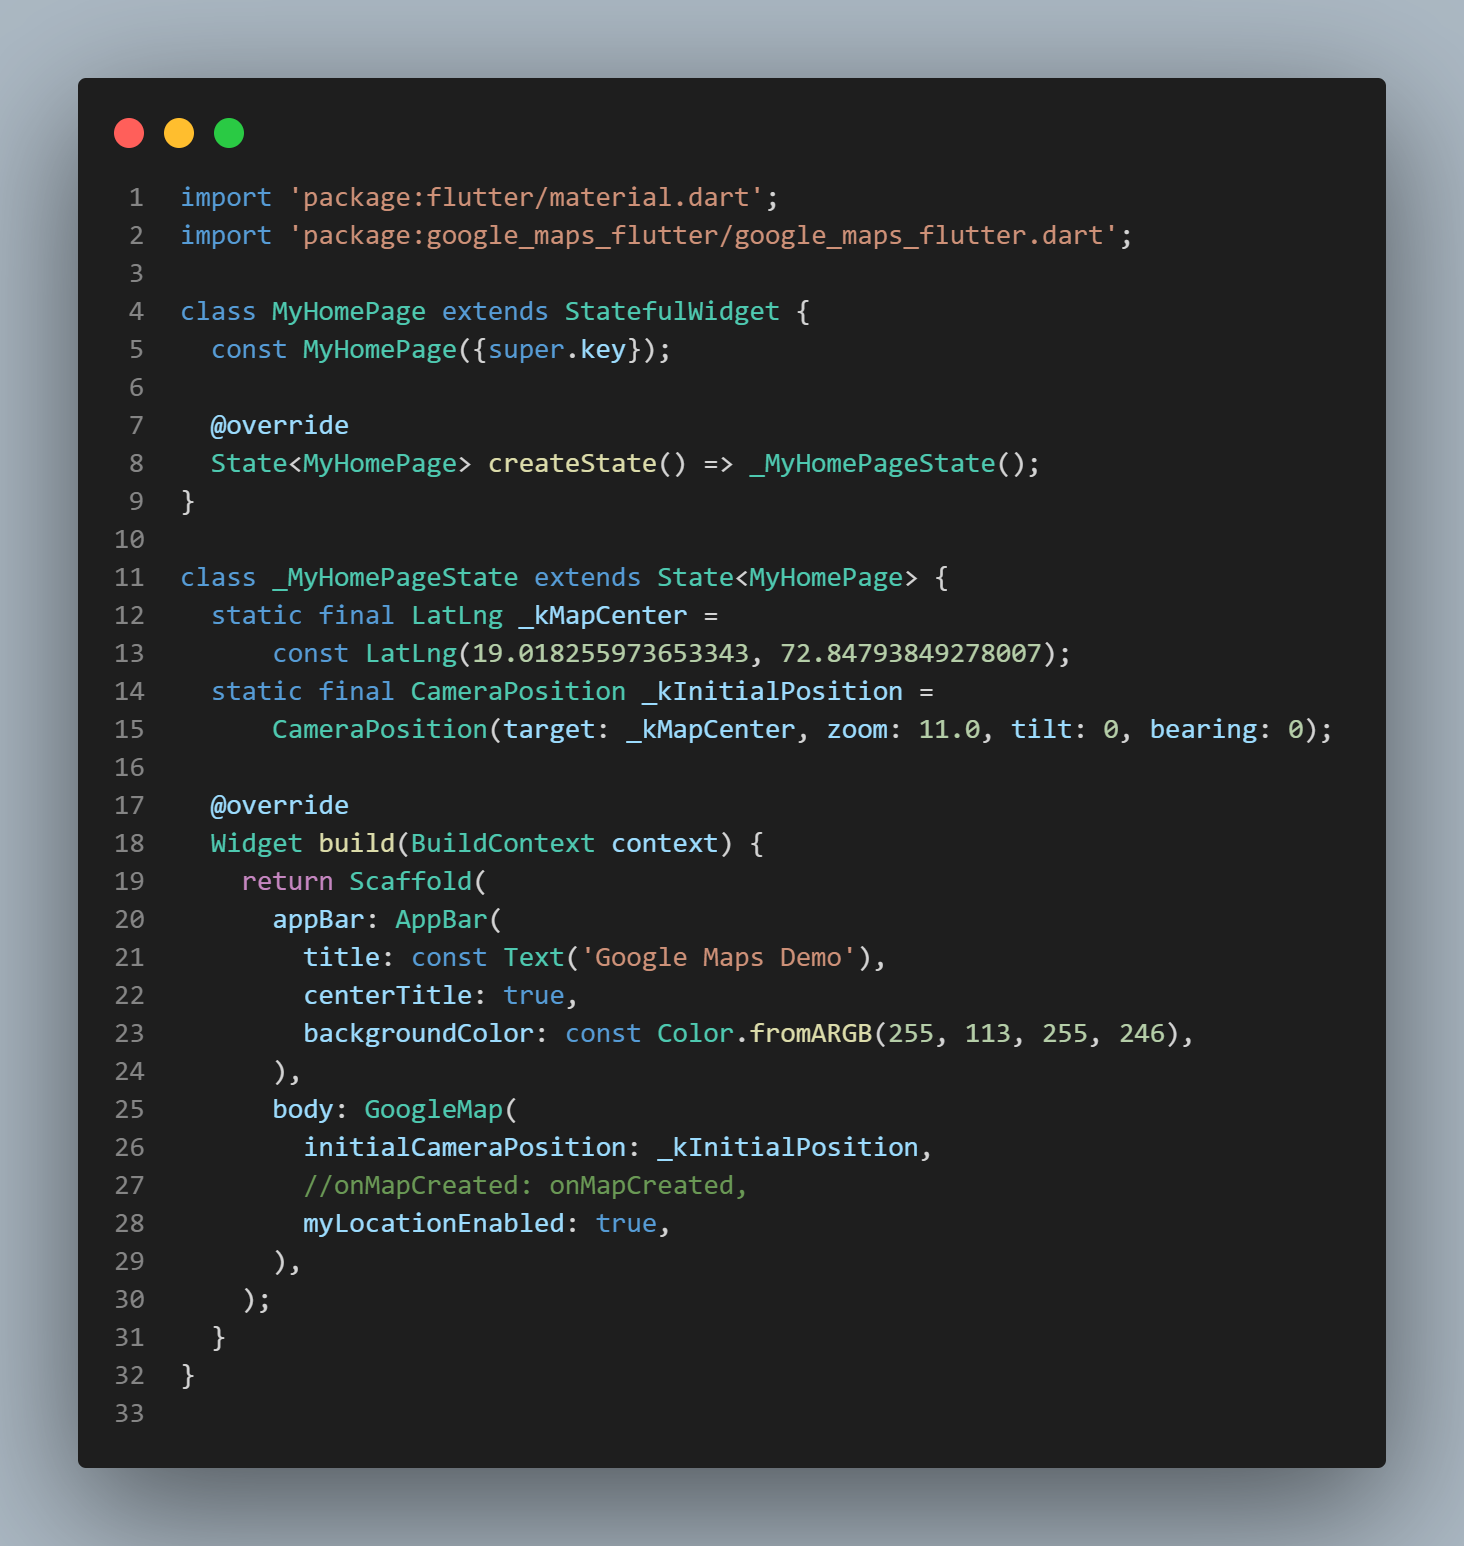 1 import 'package:flutter/material.dart';
2 import 'package:google_maps_flutter/google_maps_flutter.dart';
3
4 class MyHomePage extends StatefulWidget {
5   const MyHomePage({super.key});
6
7   @override
8   State<MyHomePage> createState() => _MyHomePageState();
9 }
10
11 class _MyHomePageState extends State<MyHomePage> {
12   static final LatLng _kMapCenter =
13       const LatLng(19.018255973653343, 72.84793849278007);
14   static final CameraPosition _kInitialPosition =
15       CameraPosition(target: _kMapCenter, zoom: 11.0, tilt: 0, bearing: 0);
16
17   @override
18   Widget build(BuildContext context) {
19     return Scaffold(
20       appBar: AppBar(
21         title: const Text('Google Maps Demo'),
22         centerTitle: true,
23         backgroundColor: const Color.fromARGB(255, 113, 255, 246),
24       ),
25       body: GoogleMap(
26         initialCameraPosition: _kInitialPosition,
27         //onMapCreated: onMapCreated,
28         myLocationEnabled: true,
29       ),
30     );
31   }
32 }
33